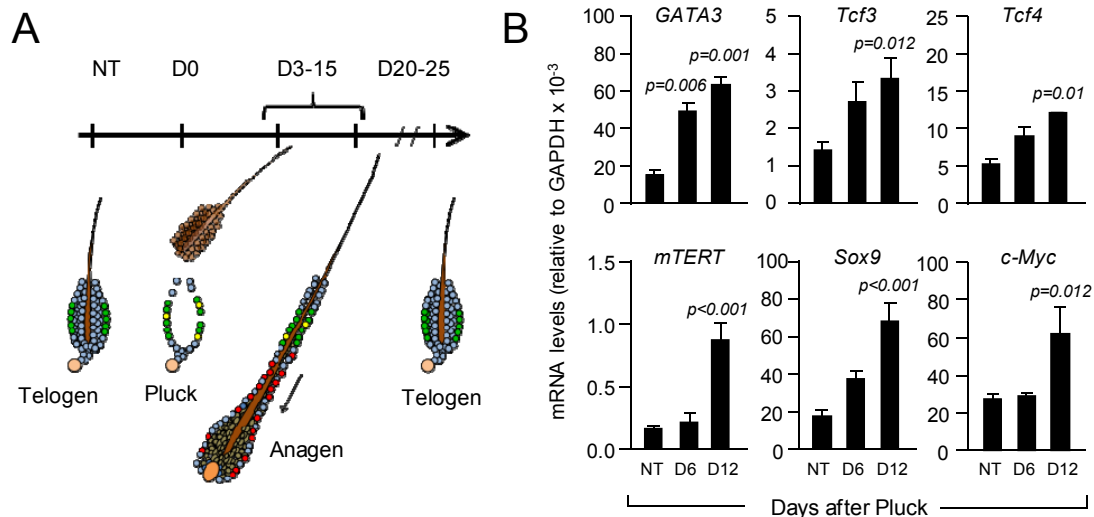 A
NT D0 D3-15 D20-25
Telogen
Pluck
Anagen
Telogen
B
mRNA levels (relative to GAPDH x 10-3
GATA3
100
80
60
40
20
0
p=0.006
p=0.001
Tcf3
5
4
3
2
1
0
p=0.012
Tcf4
25
20
15
10
5
0
p=0.01
mTERT
1.5
1.0
0.5
0.0
p<0.001
NT D6 D12
Sox9
100
80
60
40
20
0
p<0.001
NT D6 D12
c-Myc
100
80
60
40
20
0
p=0.012
NT D6 D12
Days after Pluck